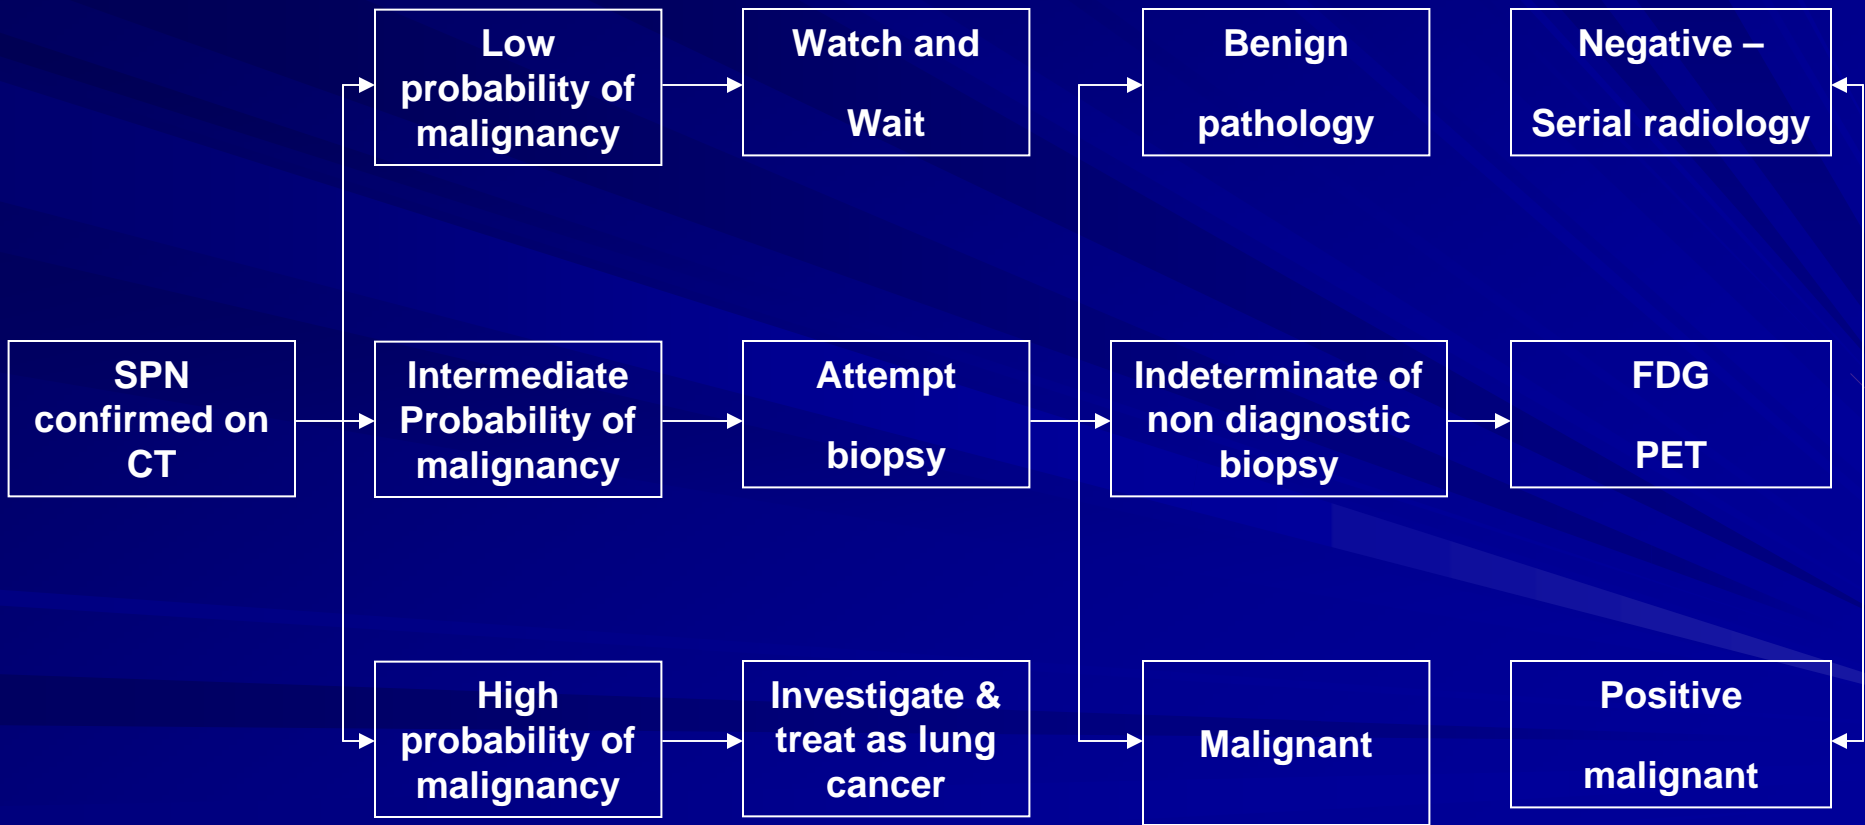 Low
probability of
malignancy
Watch and
Wait
Benign
pathology
Negative –
Serial radiology
SPN
confirmed on
CT
Intermediate
Probability of
malignancy
Attempt
biopsy
Indeterminate of
non diagnostic
biopsy
FDG
PET
High
probability of
malignancy
Investigate &
treat as lung
cancer
Malignant
Positive
malignant